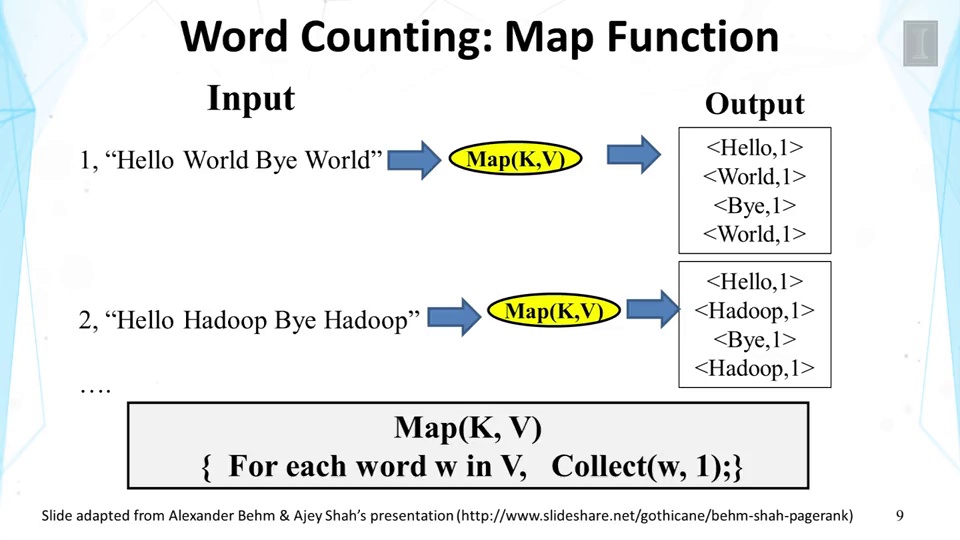 Word Counting: Map Function
Input
Output
1, “Hello World Bye World”
Map(K,V)
<Hello,1>
<World,1>
<Bye,1>
<World,1>
2, “Hello Hadoop Bye Hadoop”
Map(K,V)
<Hello,1>
<Hadoop,1>
<Bye,1>
<Hadoop,1>
....
Map(K, V)
{ For each word w in V, Collect(w, 1);}
Slide adapted from Alexander Behm & Ajey Shah’s presentation (http://www.slideshare.net/gothicane/behm-shah-pagerank)
9